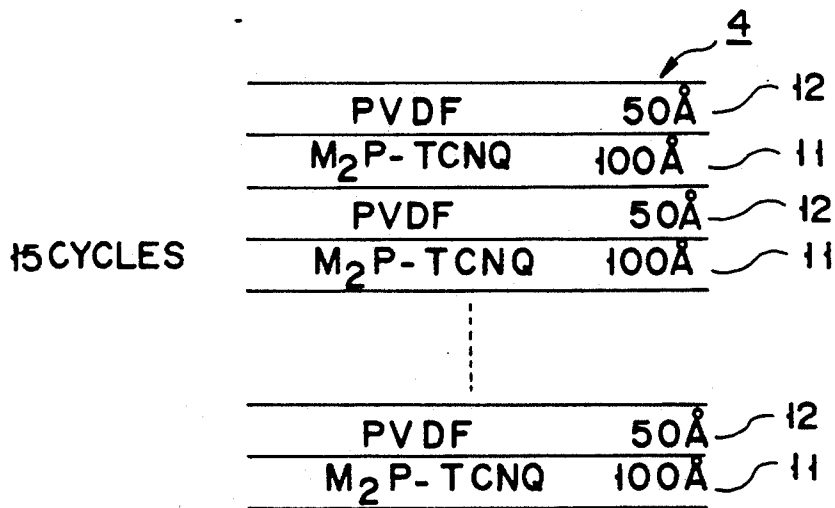 4
PVDF 50Å 12
M₂P-TCNQ 100Å 11
PVDF 50Å 12
15 CYCLES M₂P-TCNQ 100Å 11
PVDF 50Å 12
M₂P-TCNQ 100Å 11